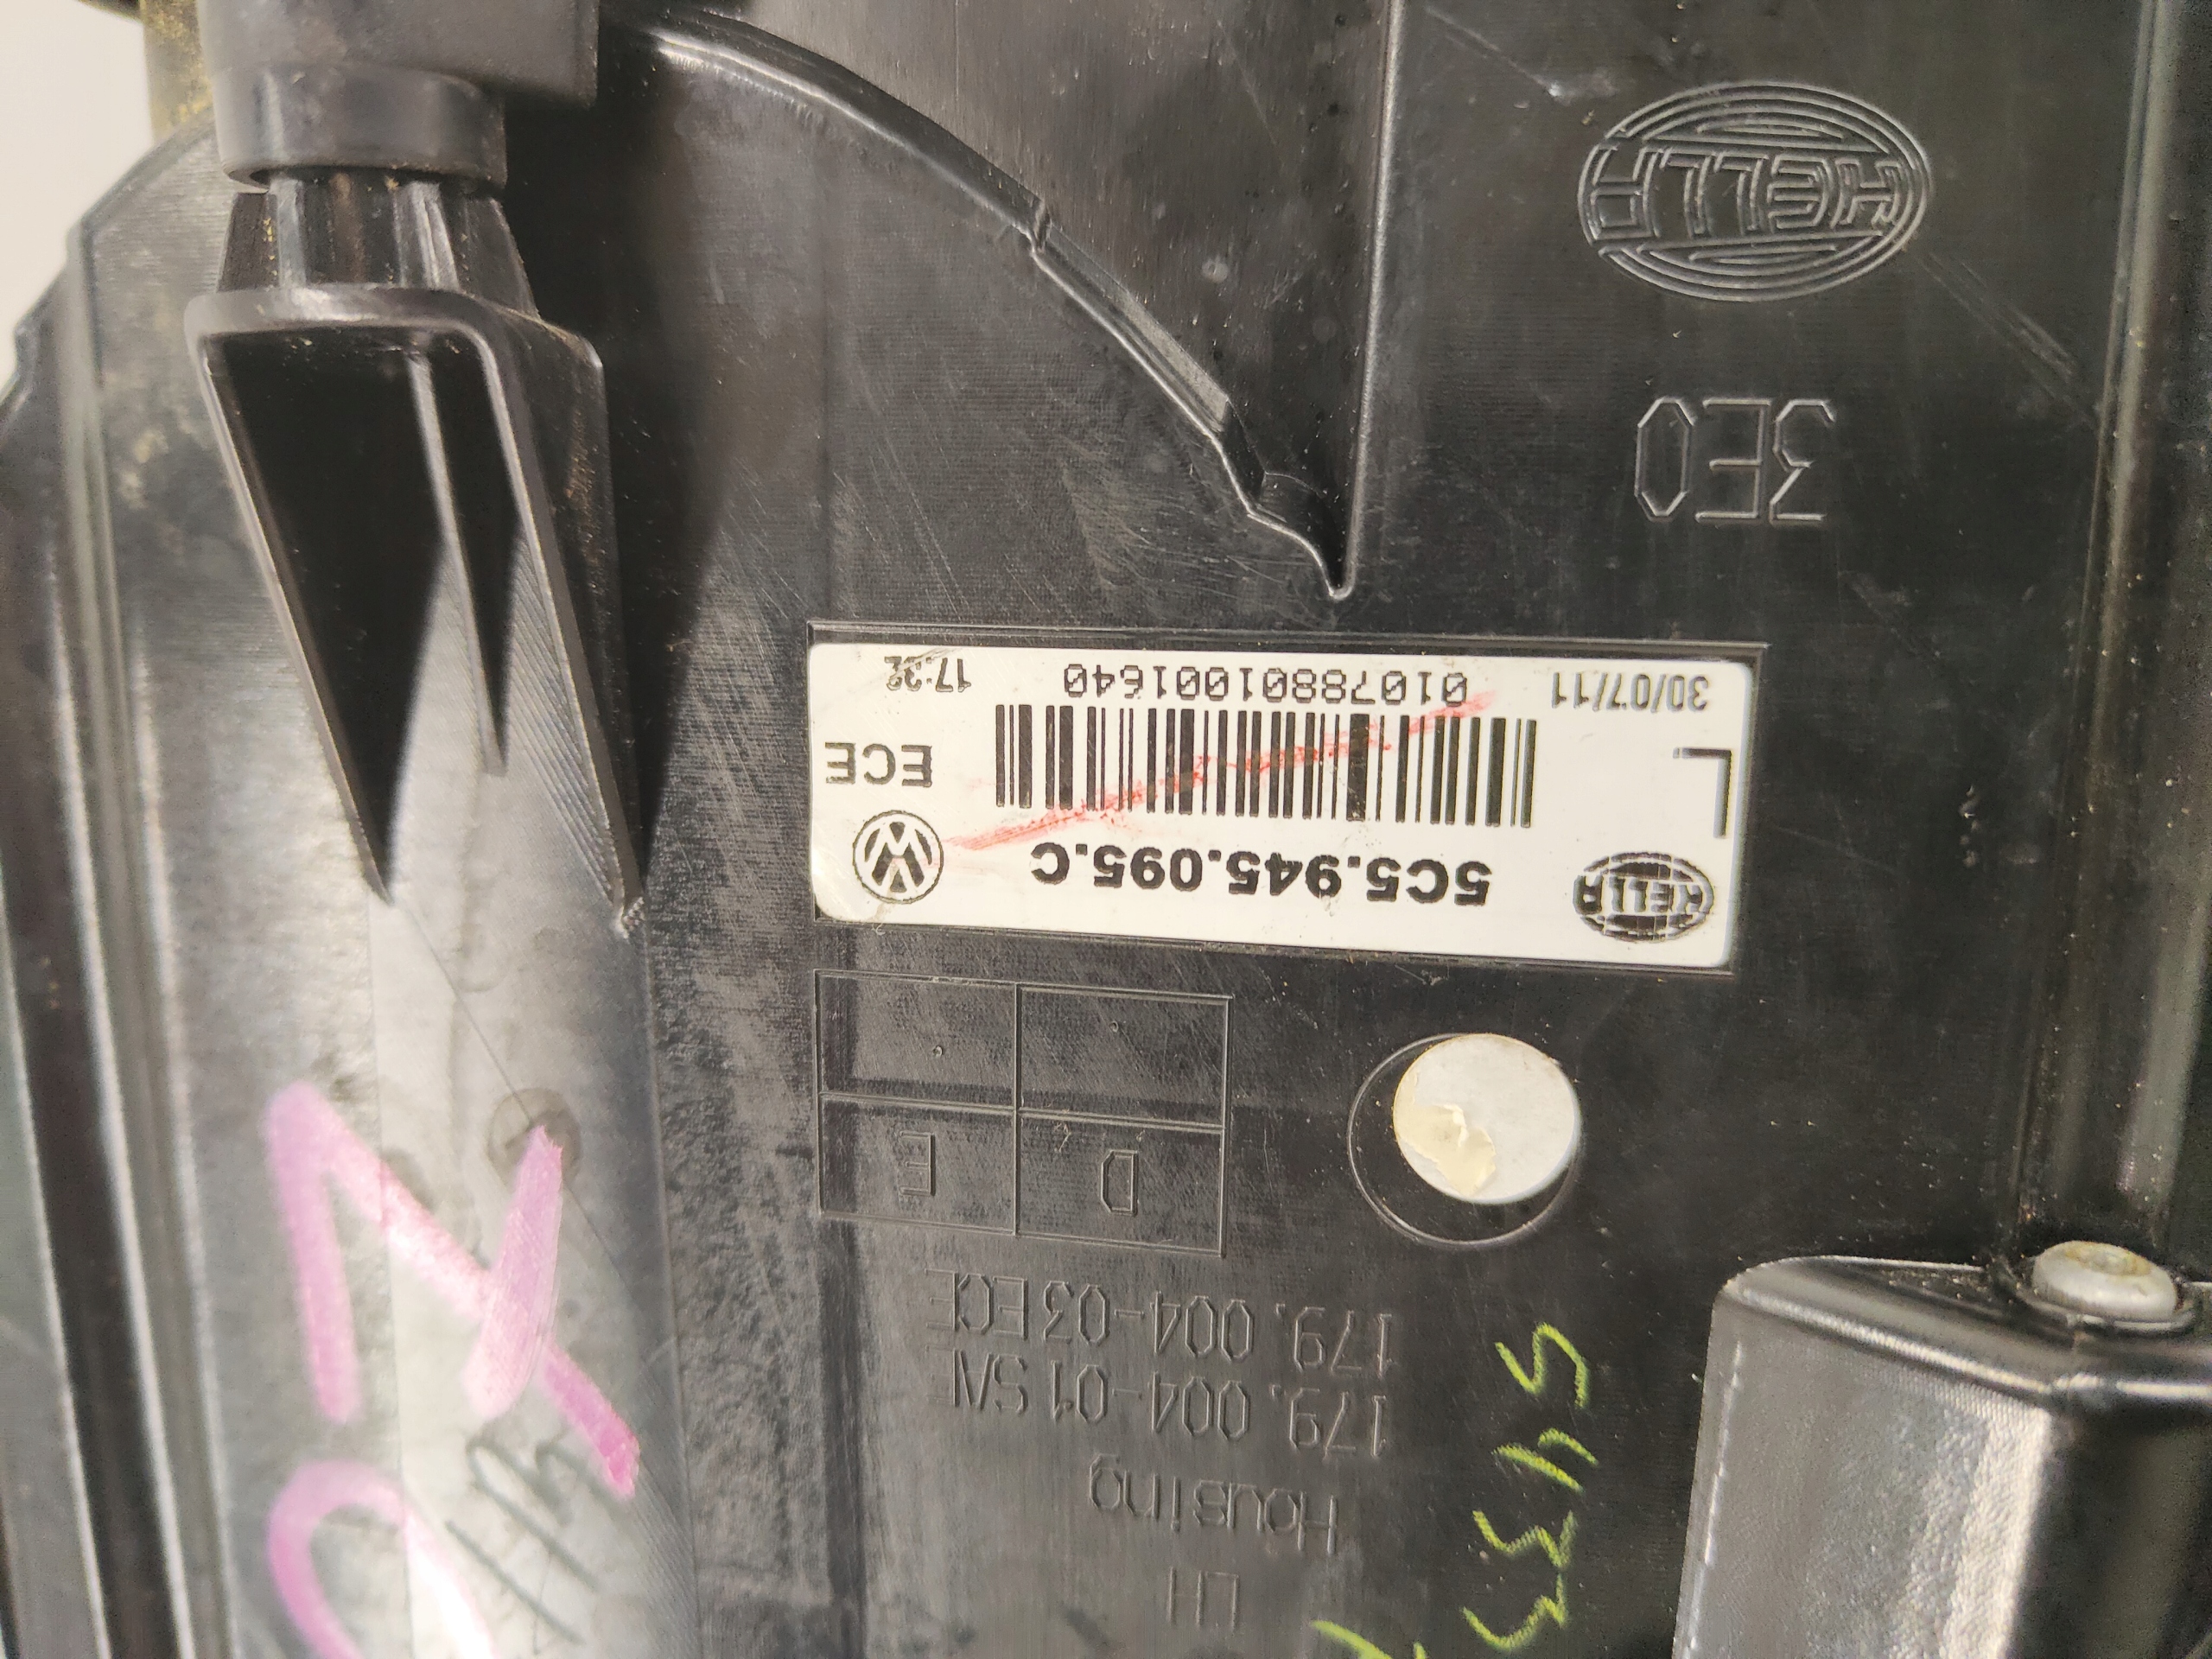 LH
Housing
179.004-01 SAE
179.004-03 ECE
D E
HELLA
5C5.945.095.C
L
ECE
30/07/11 01078801001640 17:32
3E0
HELLA